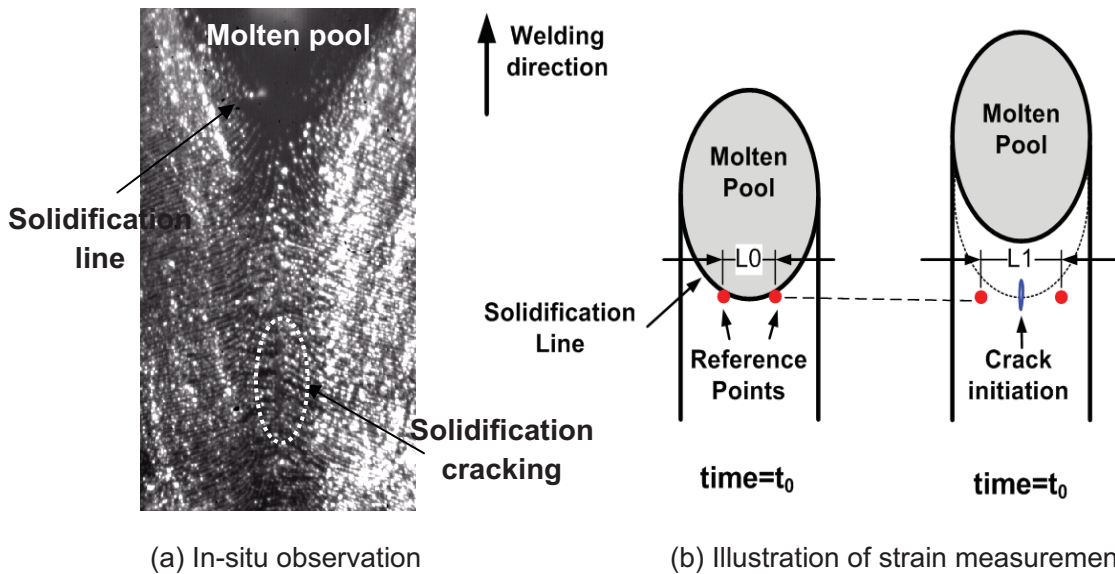 Molten pool
Solidification
line
Solidification
cracking
(a) In-situ observation
Welding
direction
Molten
Pool
L0
Solidification
Line
Reference
Points
time=t0
Molten
Pool
L1
Crack
initiation
time=t0
(b) Illustration of strain measuremen